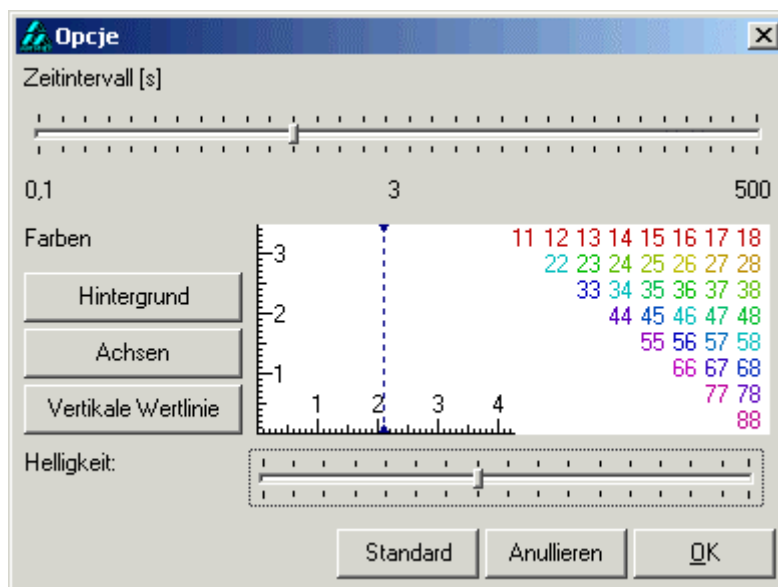 Opcje
Zeitintervall [s]
0,1 3 500
Farben
Hintergrund
Achsen
Vertikale Wertlinie
3
2
1
1 2 3 4
11 12 13 14 15 16 17 18
22 23 24 25 26 27 28
33 34 35 36 37 38
44 45 46 47 48
55 56 57 58
66 67 68
77 78
88
Helligkeit:
Standard Anullieren OK